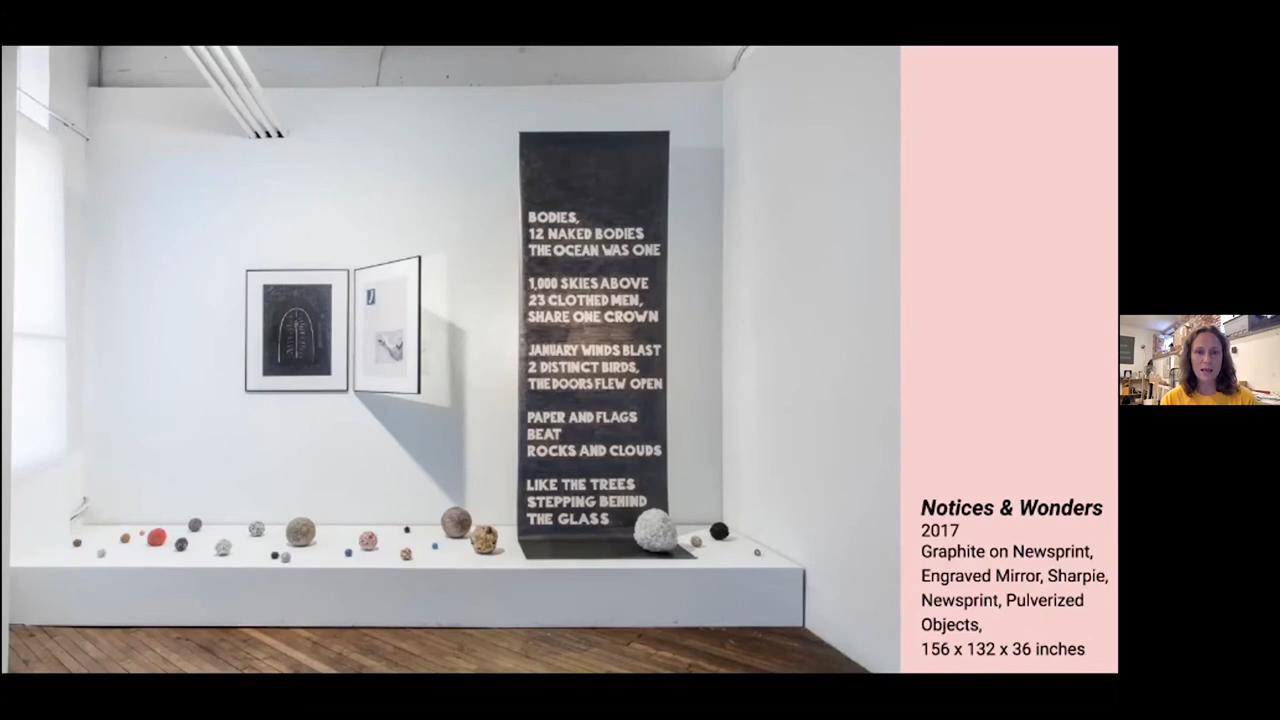 BODIES,
12 NAKED BODIES
THE OCEAN WAS ONE
1,000 SKIES ABOVE
23 CLOTHED MEN,
SHARE ONE CROWN
JANUARY WINDS BLAST
2 DISTINCT BIRDS,
THE DOORS FLEW OPEN
PAPER AND FLAGS
BEAT
ROCKS AND CLOUDS
LIKE THE TREES
STEPPING BEHIND
THE GLASS
Notices & Wonders
2017
Graphite on Newsprint,
Engraved Mirror, Sharpie,
Newsprint, Pulverized
Objects,
156 x 132 x 36 inches